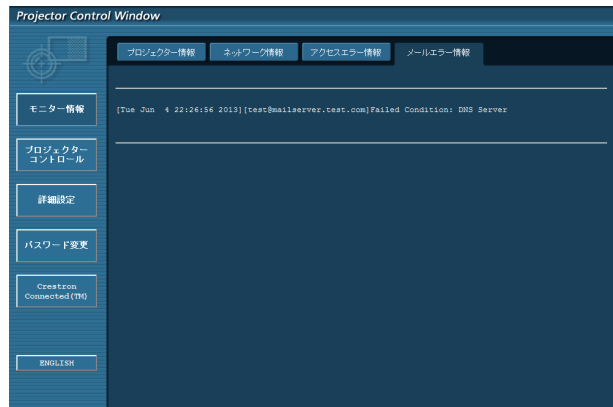 Projector Control Window
プロジェクター情報 ネットワーク情報 アクセスエラー情報 メールエラー情報
[Tue Jun 4 22:26:56 2013][test@mailserver.test.com]Failed Condition: DNS Server
モニター情報
プロジェクター
コントロール
詳細設定
パスワード変更
Crestron
Connected(TM)
ENGLISH